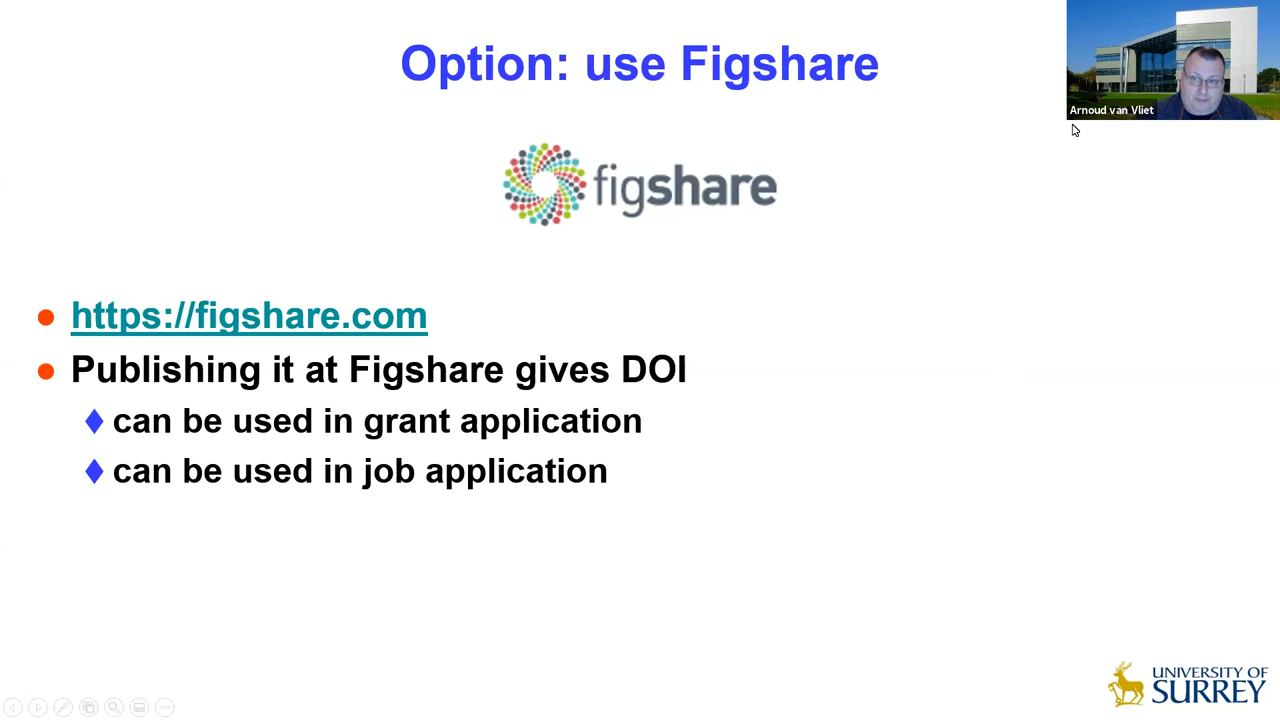 Option: use Figshare
Arnoud van Vliet
figshare
https://figshare.com
Publishing it at Figshare gives DOI
can be used in grant application
can be used in job application
UNIVERSITY OF
SURREY